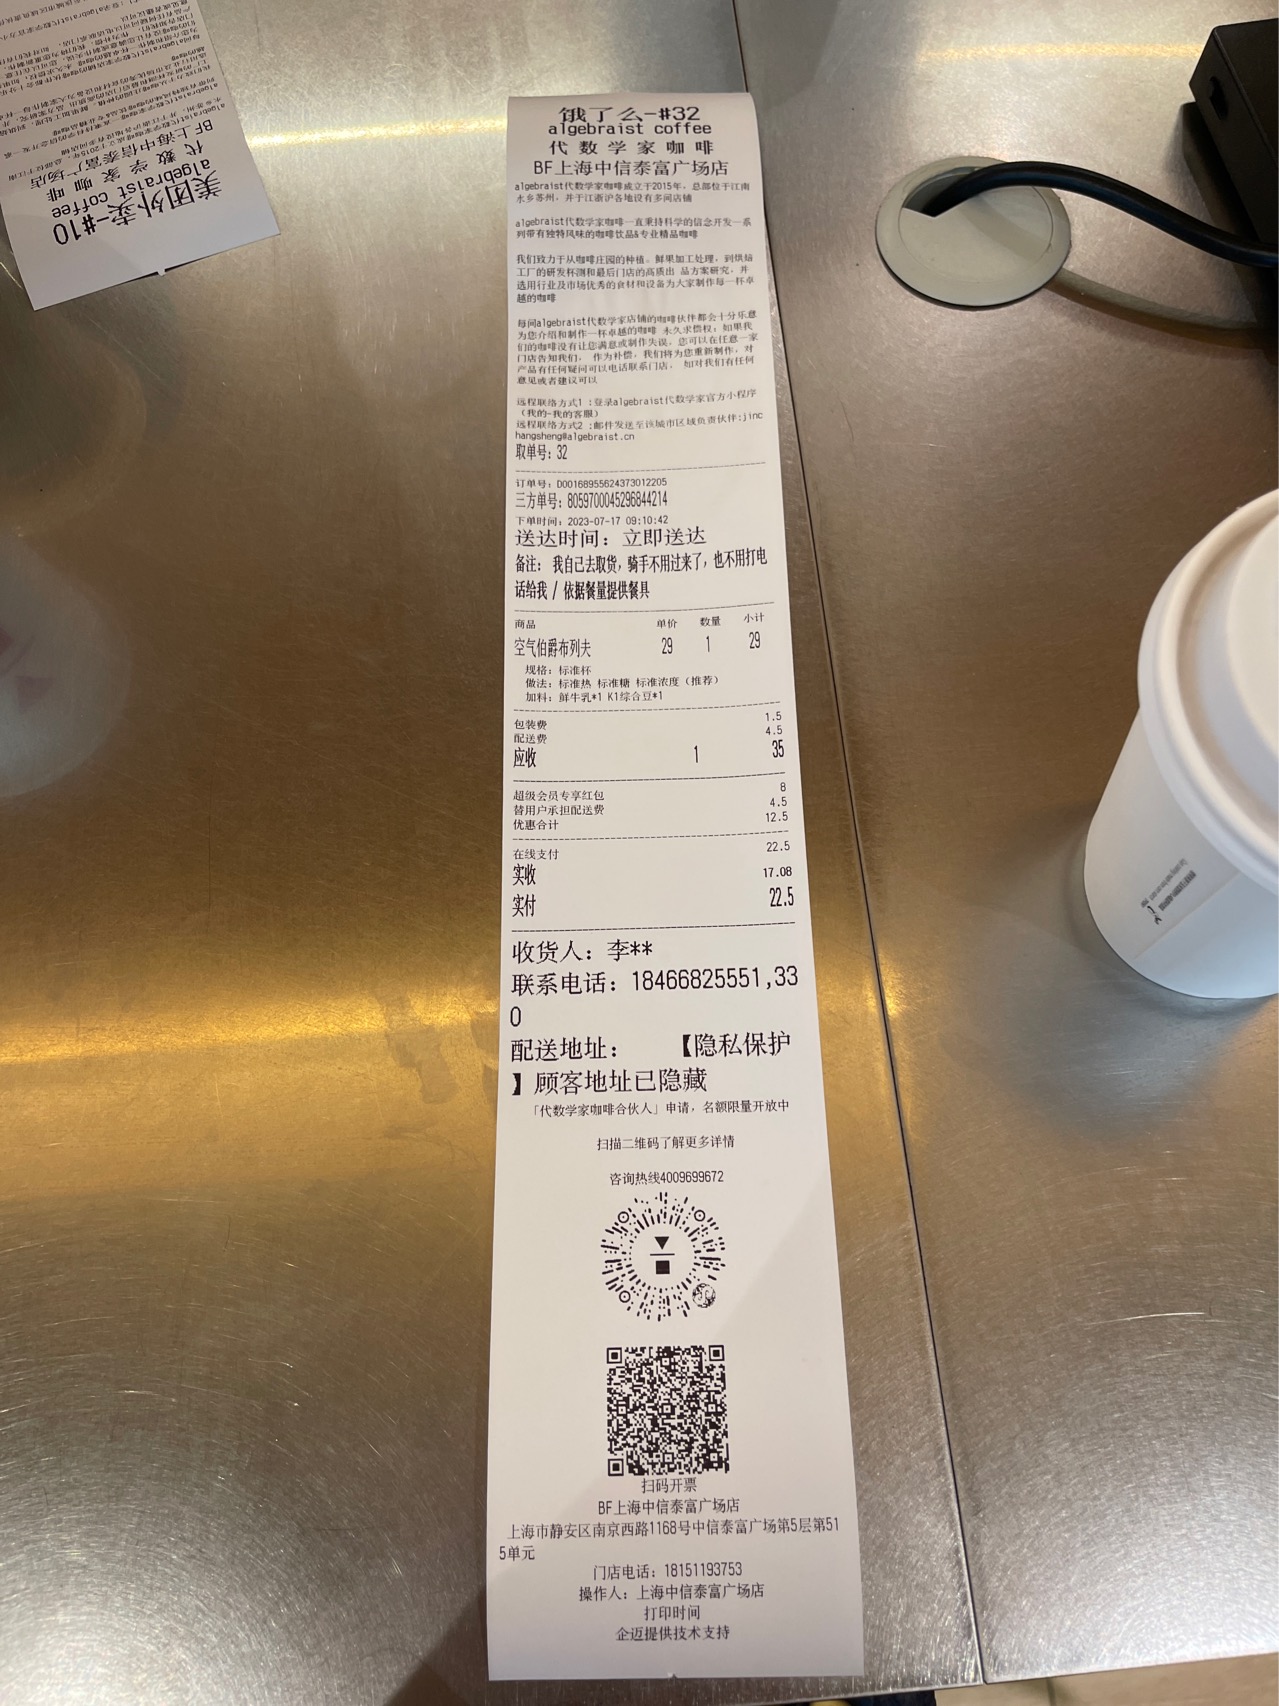 饿了么-#32
algebraist coffee
代数学家咖啡
BF上海中信泰富广场店
algebraist代数学家咖啡成立于2015年，总部位于江南
水乡苏州，并于江浙沪各地设有多间店铺
algebraist代数学家咖啡一直秉持科学的信念开发一系
列带有独特风味的咖啡饮品&专业精品咖啡
我们致力于从咖啡庄园的种植，鲜果加工处理，到烘焙
工厂的研发杯测和最后门店的高质出 品方案研究，并
选用行业及市场优秀的食材和设备为大家制作每一杯卓
越的咖啡
每间algebraist代数学家店铺的咖啡伙伴都会十分乐意
为您介绍和制作一杯卓越的咖啡 永久求偿权：如果我
们的咖啡没有让您满意或制作失误，您可以在任意一家
门店告知我们， 作为补偿，我们将为您重新制作，对
产品有任何疑问可以电话联系门店， 如对我们有任何
意见或者建议可以
远程联络方式1 :登录algebraist代数学家官方小程序
（我的-我的客服）
远程联络方式2 :邮件发送至该城市区域负责伙伴:jinc
hangsheng@algebraist.cn
取单号：32
订单号：D00168955624373012205
三方单号：8059700045296844214
下单时间：2023-07-17 09:10:42
送达时间：立即送达
备注： 我自己去取货，骑手不用过来了，也不用打电
话给我 / 依据餐量提供餐具
商品 单价 数量 小计
空气伯爵布列夫 29 1 29
规格：标准杯
做法：标准热 标准糖 标准浓度（推荐）
加料：鲜牛乳*1 K1综合豆*1
包装费 1.5
配送费 4.5
应收 1 35
超级会员专享红包 8
替用户承担配送费 4.5
优惠合计 12.5
在线支付 22.5
实收 17.08
实付 22.5
收货人：李**
联系电话：18466825551,33
0
配送地址： 【隐私保护
】顾客地址已隐藏
「代数学家咖啡合伙人」申请，名额限量开放中
扫描二维码了解更多详情
咨询热线4009699672
扫码开票
BF上海中信泰富广场店
上海市静安区南京西路1168号中信泰富广场第5层第51
5单元
门店电话：18151193753
操作人：上海中信泰富广场店
打印时间
企迈提供技术支持
美团外卖-#10
algebraist coffee
代数学家咖啡
BF上海中信泰富广场店